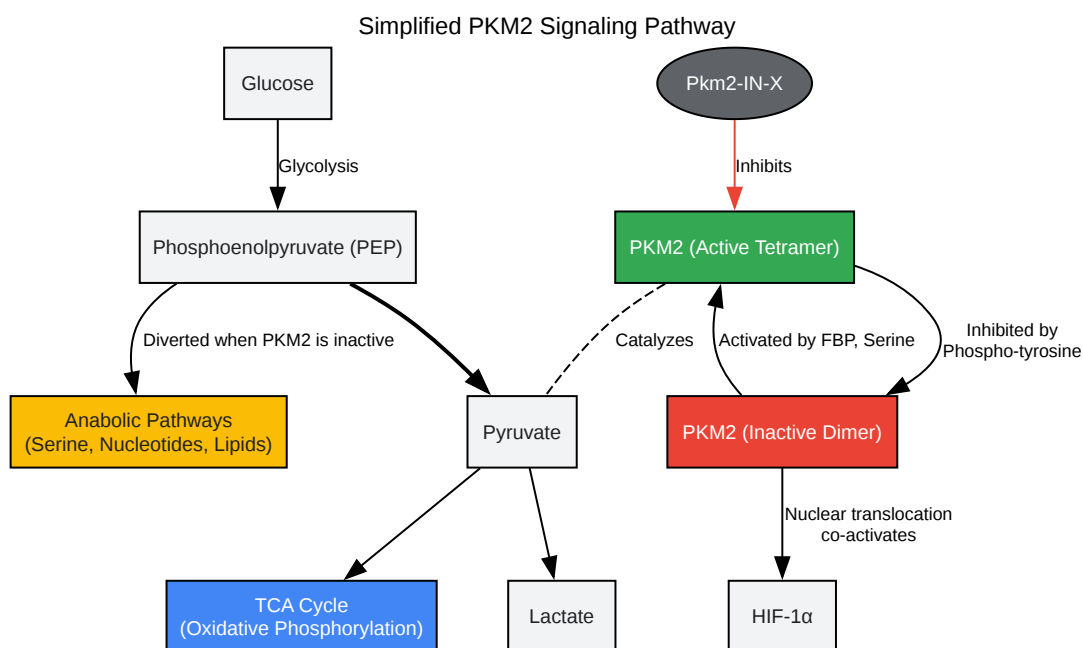 Simplified PKM2 Signaling Pathway
Glucose
Pkm2-IN-X
Glycolysis
Inhibits
Phosphoenolpyruvate (PEP)
PKM2 (Active Tetramer)
Diverted when PKM2 is inactive
Catalyzes
Activated by FBP, Serine
Inhibited by
Phospho-tyrosine
Anabolic Pathways
(Serine, Nucleotides, Lipids)
Pyruvate
PKM2 (Inactive Dimer)
Nuclear translocation
co-activates
TCA Cycle
(Oxidative Phosphorylation)
Lactate
HIF-1α